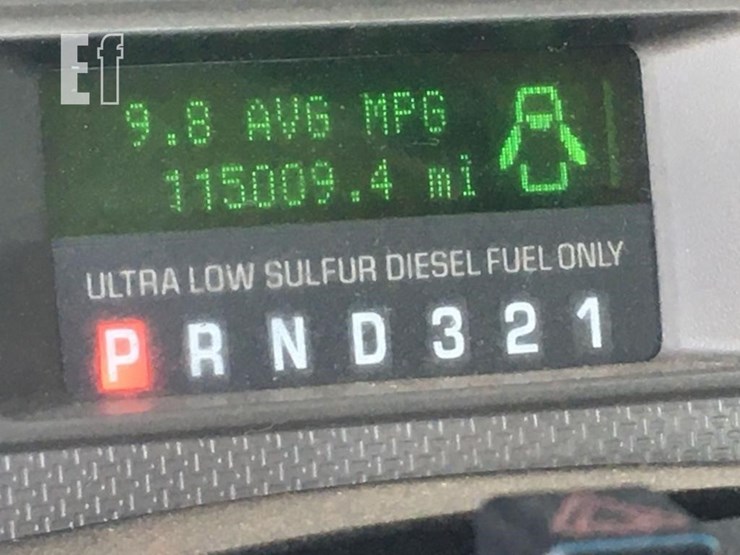 Ef
9.8 AVG MPG
115009.4 mi
ULTRA LOW SULFUR DIESEL FUEL ONLY
P R N D 3 2 1